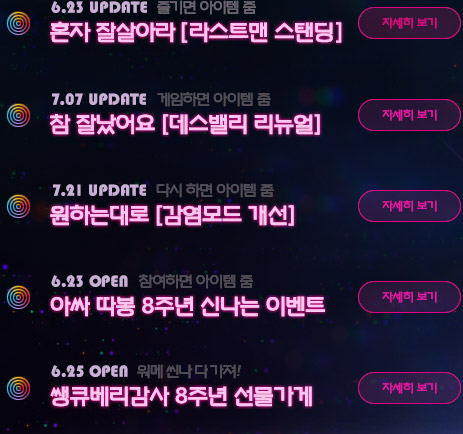 6.23 UPDATE 즐기면 아이템 줌
혼자 잘살아라 [라스트맨 스탠딩]
자세히 보기
7.07 UPDATE 게임하면 아이템 줌
참 잘났어요 [데스밸리 리뉴얼]
자세히 보기
7.21 UPDATE 다시 하면 아이템 줌
원하는대로 [감염모드 개선]
자세히 보기
6.23 OPEN 참여하면 아이템 줌
아싸 따봉 8주년 신나는 이벤트
자세히 보기
6.25 OPEN 워메 씬나 다 가져!
쌩큐베리감사 8주년 선물가게
자세히 보기